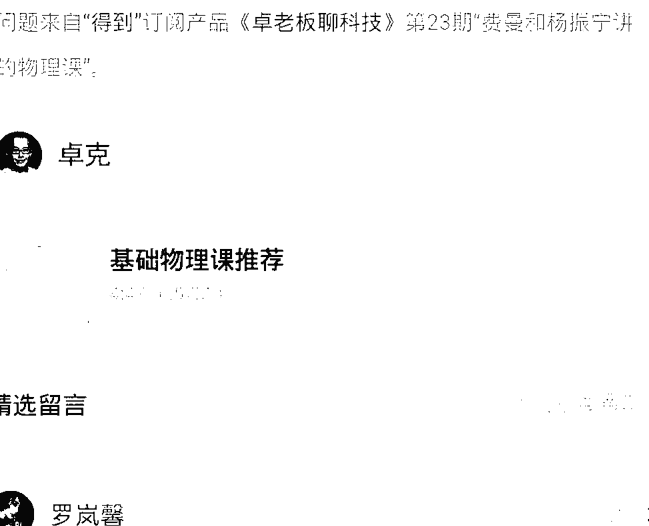 问题来自“得到”订阅产品《卓老板聊科技》第23期“费曼和杨振宁讲
的物理课”。
卓克
基础物理课推荐
精选留言
罗岚馨